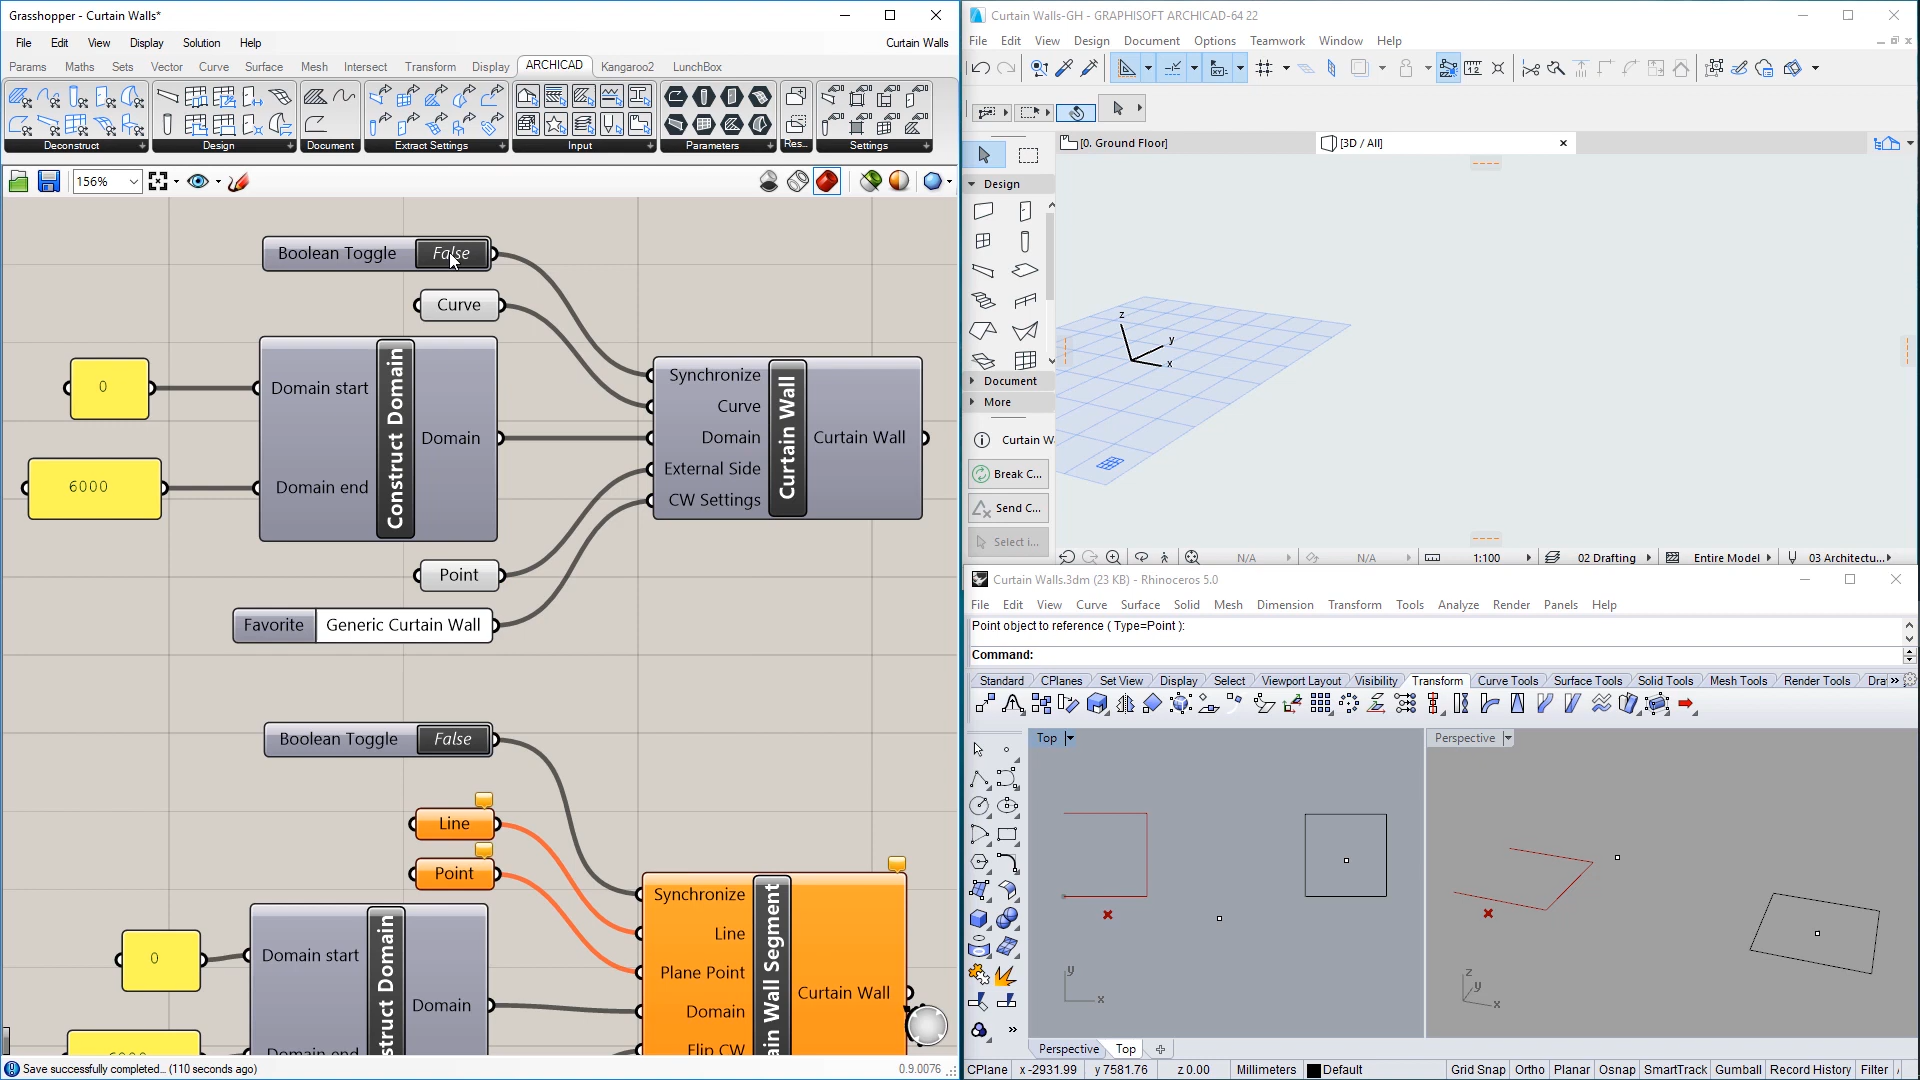 Grasshopper - Curtain Walls*
File Edit View Display Solution Help Curtain Walls
Params Maths Sets Vector Curve Surface Mesh Intersect Transform Display ARCHICAD Kangaroo2 LunchBox
Deconstruct Design Document Extract Settings Input Parameters Res... Settings
156%
Boolean Toggle False
Curve
0
Domain start
Construct Domain
Domain
6000
Domain end
Synchronize
Curve
Domain
External Side
CW Settings
Curtain Wall
Curtain Wall
Point
Favorite Generic Curtain Wall
Boolean Toggle False
Line
Point
0
Domain start
struct Domain
Domain
Domain end
6000
Synchronize
Line
Plane Point
Domain
Flip CW
ain Wall Segment
Curtain Wall
Save successfully completed... (110 seconds ago)
0.9.0076
Curtain Walls-GH - GRAPHISOFT ARCHICAD-64 22
File Edit View Design Document Options Teamwork Window Help
[0. Ground Floor] [3D / All]
Design
Document
More
Curtain W
Break C...
Send C...
Select i...
z
y
x
N/A N/A 1:100 02 Drafting Entire Model 03 Architectu...
Curtain Walls.3dm (23 KB) - Rhinoceros 5.0
File Edit View Curve Surface Solid Mesh Dimension Transform Tools Analyze Render Panels Help
Point object to reference ( Type=Point ):
Command:
Standard CPlanes Set View Display Select Viewport Layout Visibility Transform Curve Tools Surface Tools Solid Tools Mesh Tools Render Tools Dra »
Top
y
x
Perspective
z
y
x
»
Perspective Top
CPlane x -2931.99 y 7581.76 z 0.00 Millimeters Default Grid Snap Ortho Planar Osnap SmartTrack Gumball Record History Filter